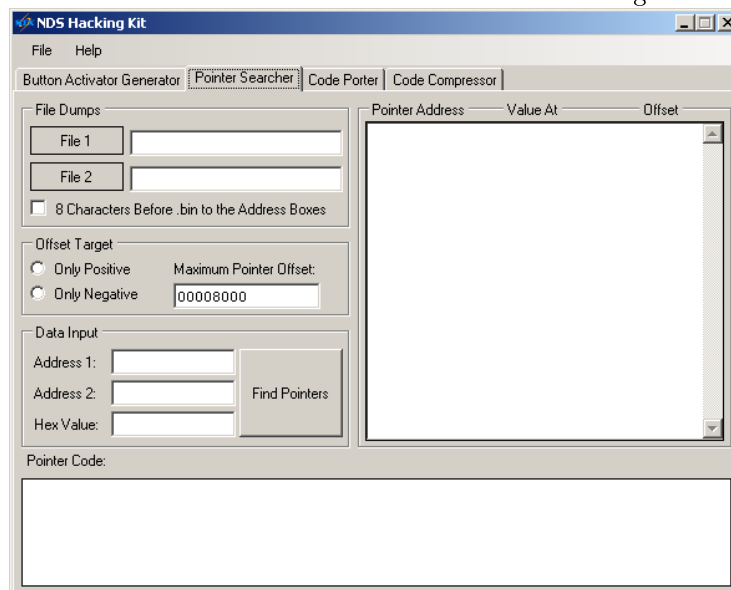 NDS Hacking Kit
File Help
Button Activator Generator Pointer Searcher Code Porter Code Compressor
File Dumps
File 1
File 2
8 Characters Before .bin to the Address Boxes
Offset Target
Only Positive
Only Negative
Maximum Pointer Offset:
00008000
Data Input
Address 1:
Address 2:
Hex Value:
Find Pointers
Pointer Address Value At Offset
Pointer Code: